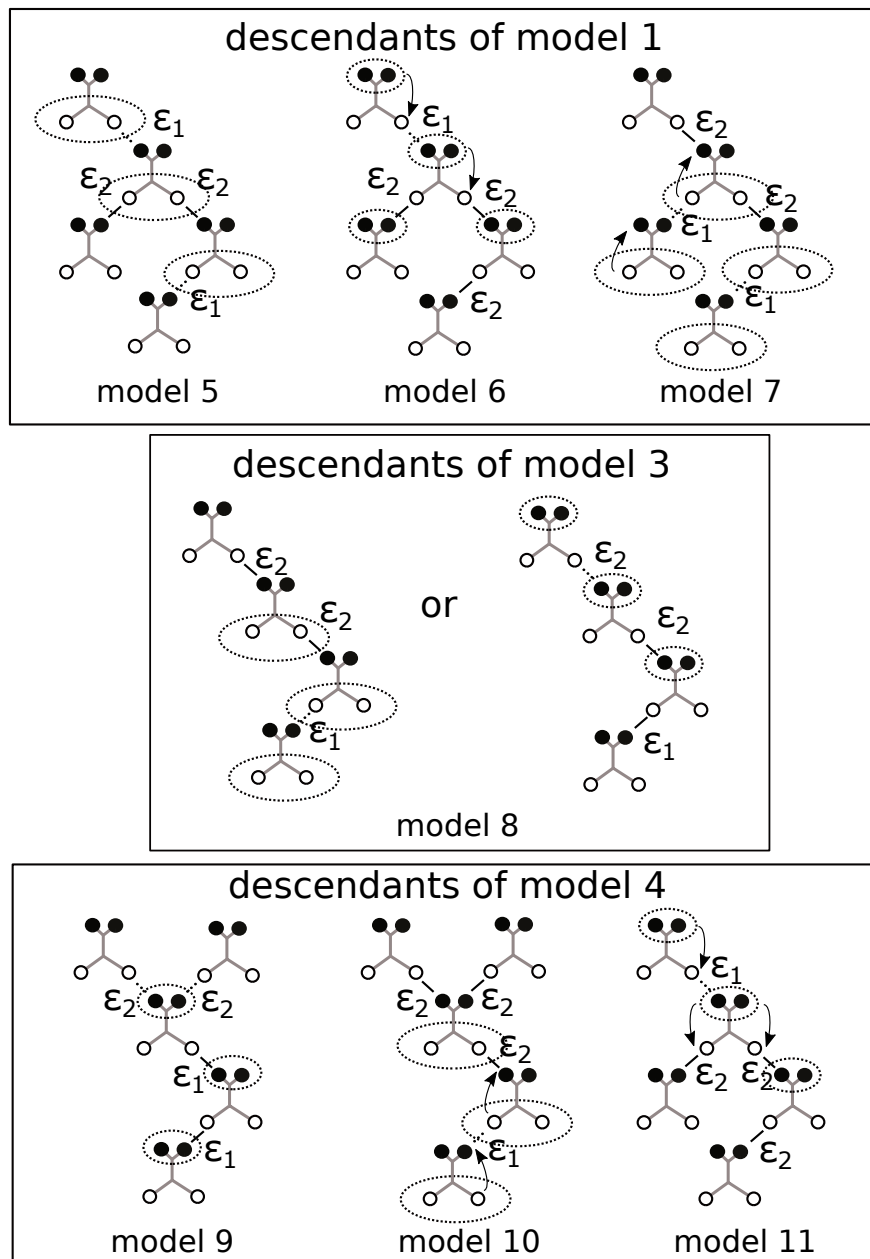 descendants of model 1
ε1 ε1 ε2
ε2 ε2 ε2 ε2 ε2
ε1
ε1 ε2 ε1
model 5 model 6 model 7
descendants of model 3
ε2 ε2
or
ε2 ε2
ε1 ε1
model 8
descendants of model 4
ε1
ε2 ε2 ε2 ε2
ε1 ε2 ε2 ε2
ε1 ε1 ε2
model 9 model 10 model 11